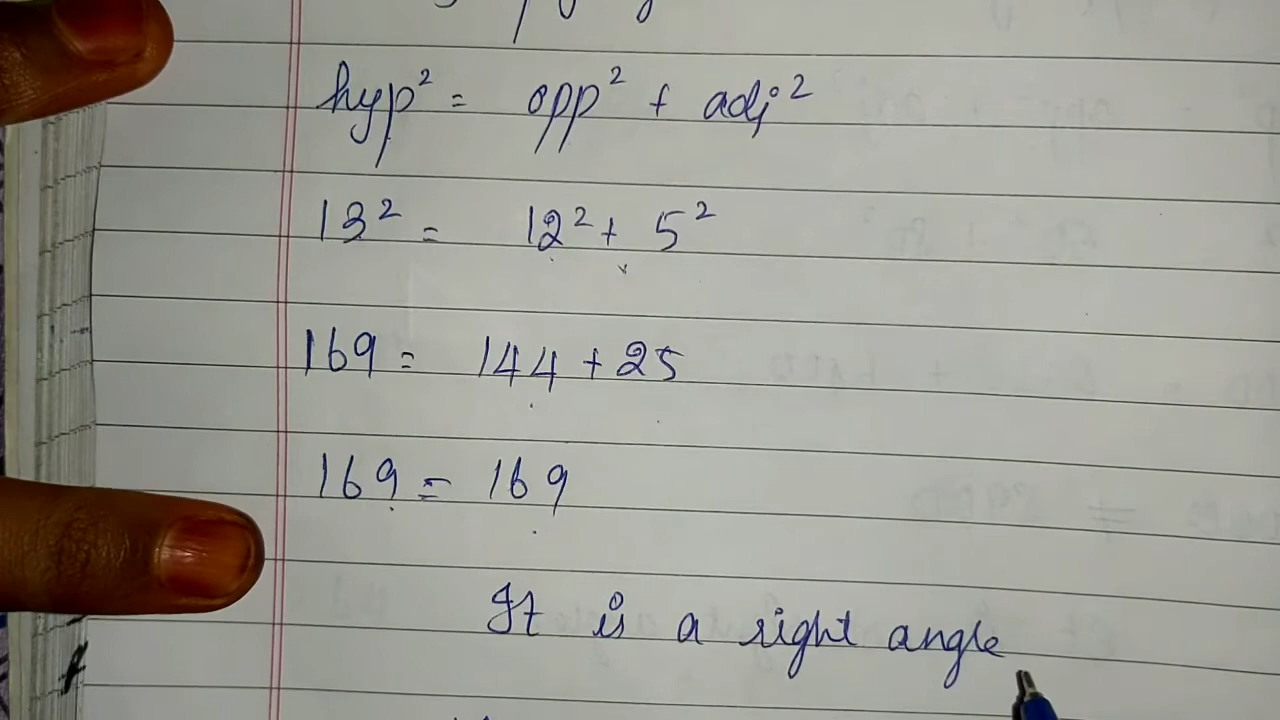 hyp² = opp² + adj²
13² = 12² + 5²
169 = 144 + 25
169 = 169
It is a right angle